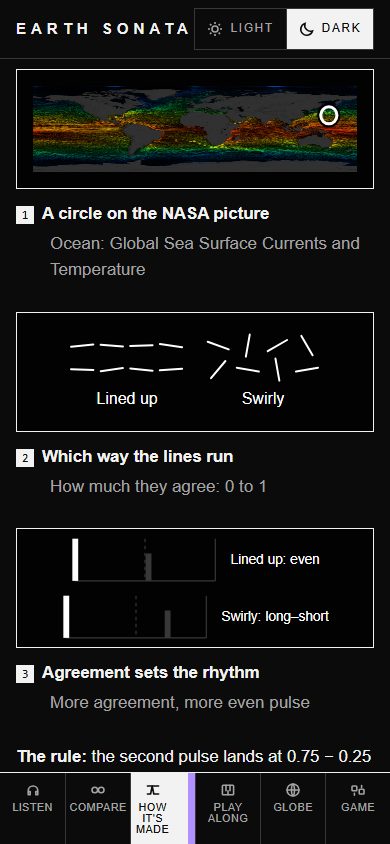 EARTH SONATA
LIGHT
DARK
1 A circle on the NASA picture
Ocean: Global Sea Surface Currents and
Temperature
Lined up
Swirly
2 Which way the lines run
How much they agree: 0 to 1
Lined up: even
Swirly: long–short
3 Agreement sets the rhythm
More agreement, more even pulse
The rule: the second pulse lands at 0.75 − 0.25
LISTEN
COMPARE
HOW
IT'S
MADE
PLAY
ALONG
GLOBE
GAME